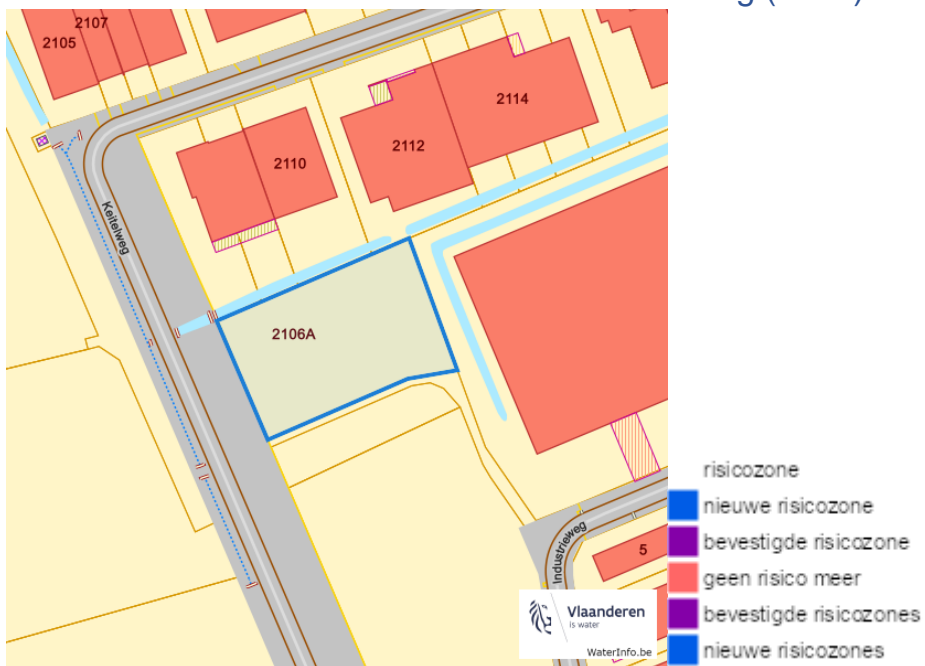 2107
2105
2114
2112
2110
Keitelweg
2106A
Industrieweg
5
Vlaanderen
is water
WaterInfo.be
risicozone
nieuwe risicozone
bevestigde risicozone
geen risico meer
bevestigde risicozones
nieuwe risicozones